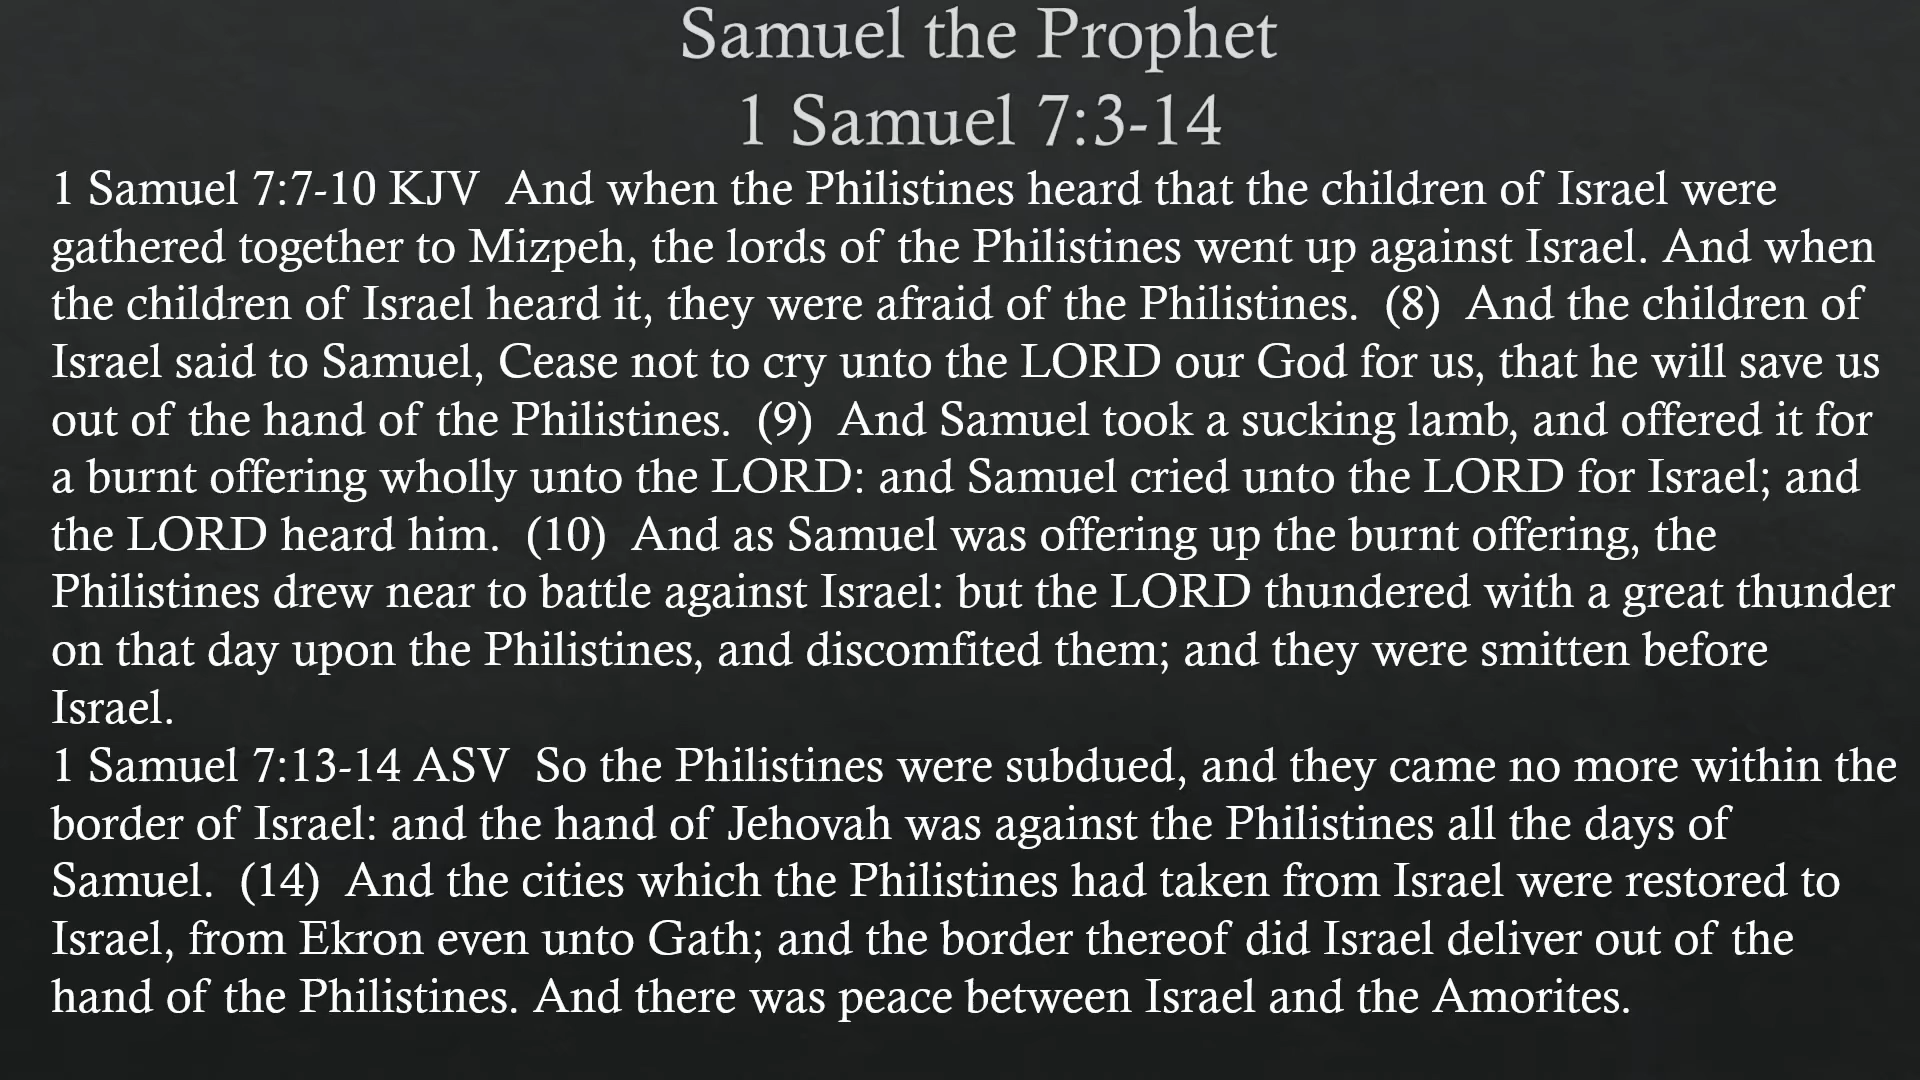 Samuel the Prophet
1 Samuel 7:3-14
1 Samuel 7:7-10 KJV  And when the Philistines heard that the children of Israel were
gathered together to Mizpeh, the lords of the Philistines went up against Israel. And when
the children of Israel heard it, they were afraid of the Philistines.  (8)  And the children of
Israel said to Samuel, Cease not to cry unto the LORD our God for us, that he will save us
out of the hand of the Philistines.  (9)  And Samuel took a sucking lamb, and offered it for
a burnt offering wholly unto the LORD: and Samuel cried unto the LORD for Israel; and
the LORD heard him.  (10)  And as Samuel was offering up the burnt offering, the
Philistines drew near to battle against Israel: but the LORD thundered with a great thunder
on that day upon the Philistines, and discomfited them; and they were smitten before
Israel.
1 Samuel 7:13-14 ASV  So the Philistines were subdued, and they came no more within the
border of Israel: and the hand of Jehovah was against the Philistines all the days of
Samuel.  (14)  And the cities which the Philistines had taken from Israel were restored to
Israel, from Ekron even unto Gath; and the border thereof did Israel deliver out of the
hand of the Philistines. And there was peace between Israel and the Amorites.